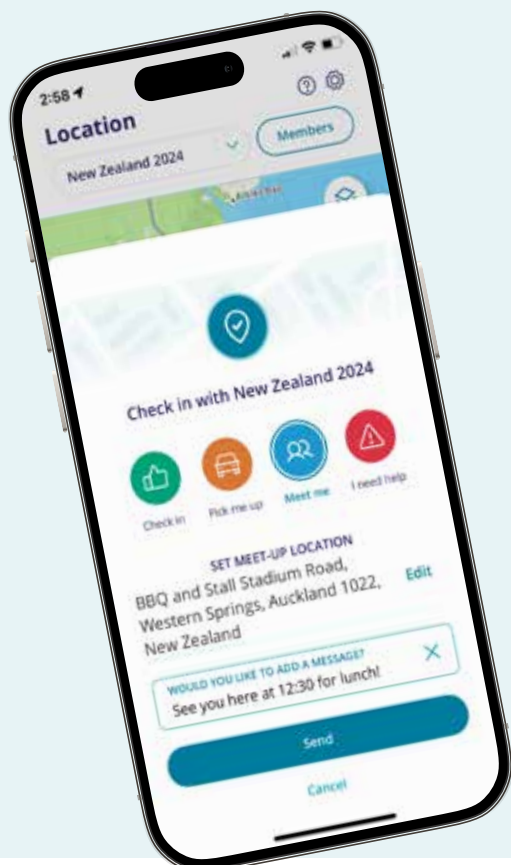 2:58
Location
New Zealand 2024
Members
Check in with New Zealand 2024
Check in
Pick me up
Meet me
I need help
SET MEET-UP LOCATION
BBQ and Stall Stadium Road,
Western Springs, Auckland 1022,
New Zealand
Edit
WOULD YOU LIKE TO ADD A MESSAGE?
See you here at 12:30 for lunch!
Send
Cancel